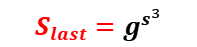 S_last = g^{s^3}